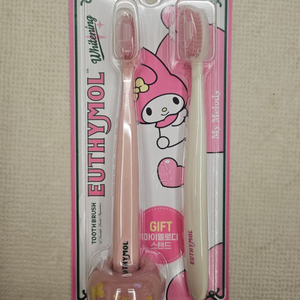 Whitening
EUTHYMOL
TOOTHBRUSH
My Melody
GIFT
마이멜로디
스탠드
EUTHYMOL
EUTHYMOL